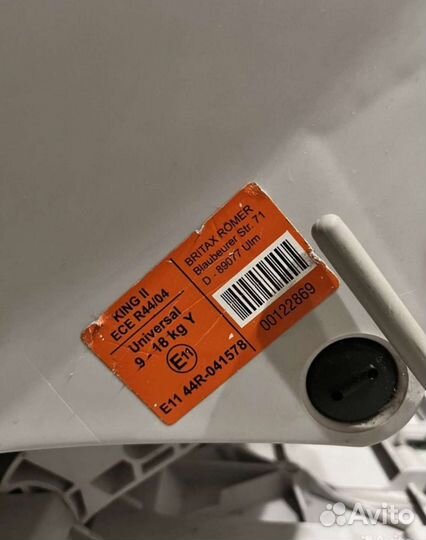 KING II
ECE R44/04
Universal
9 - 18 kg Y
E11
E11 44R-041578
BRITAX RÖMER
Blaubeurer Str. 71
D - 89077 Ulm
00122869
Avito